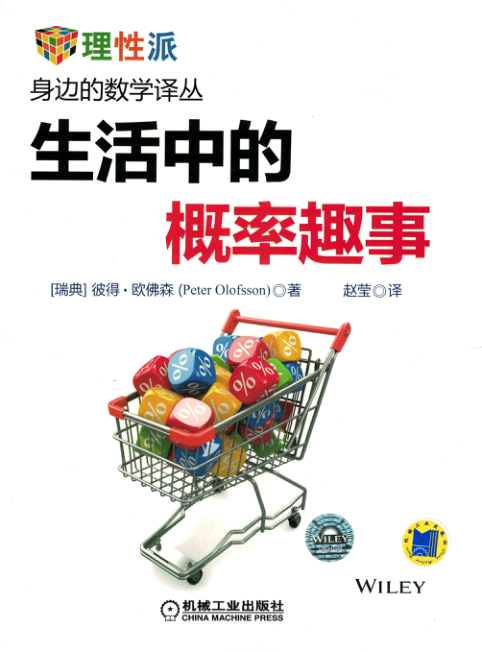 理性派
身边的数学译丛
生活中的
概率趣事
[瑞典] 彼得·欧佛森 (Peter Olofsson)◎著 赵莹◎译
% % % % % % % %
WILEY
WILEY
机械工业出版社
CHINA MACHINE PRESS